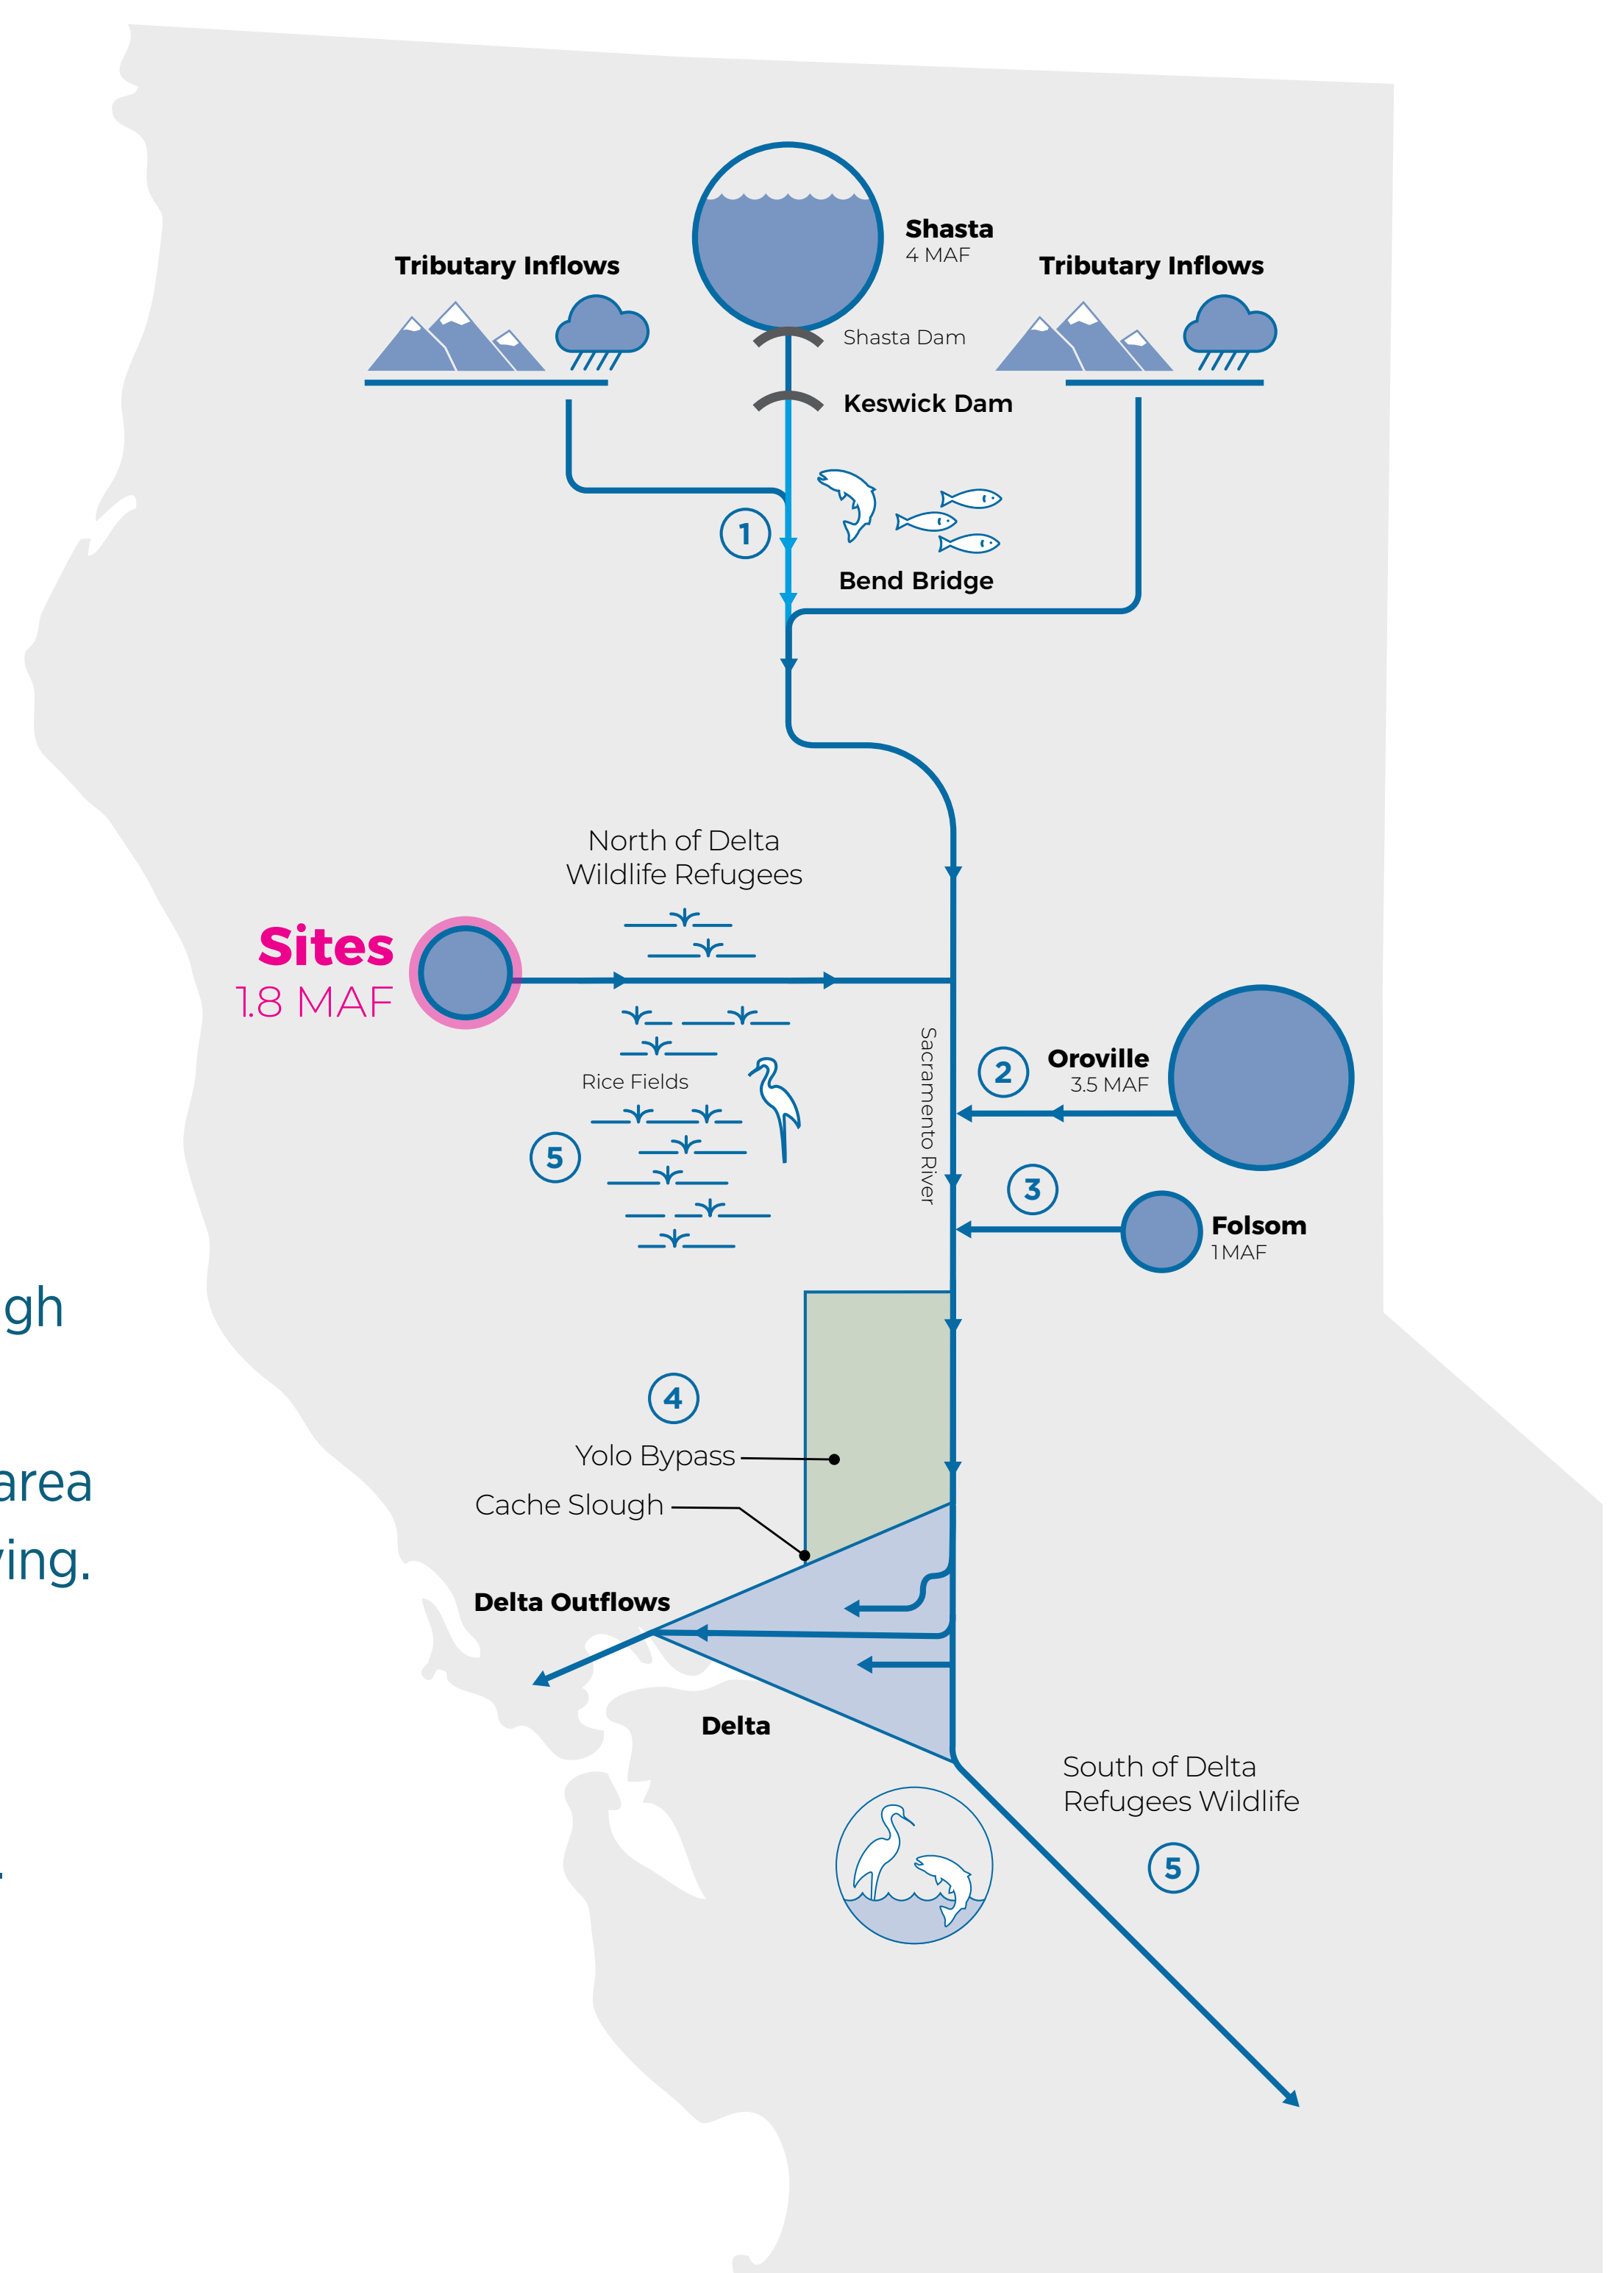 Shasta
4 MAF
Tributary Inflows
Tributary Inflows
Shasta Dam
Keswick Dam
1
Bend Bridge
North of Delta
Wildlife Refugees
Sites
1.8 MAF
Sacramento River
2
Oroville
3.5 MAF
Rice Fields
5
3
Folsom
1 MAF
gh
4
Yolo Bypass
area
Cache Slough
Delta Outflows
Delta
South of Delta
Refugees Wildlife
5